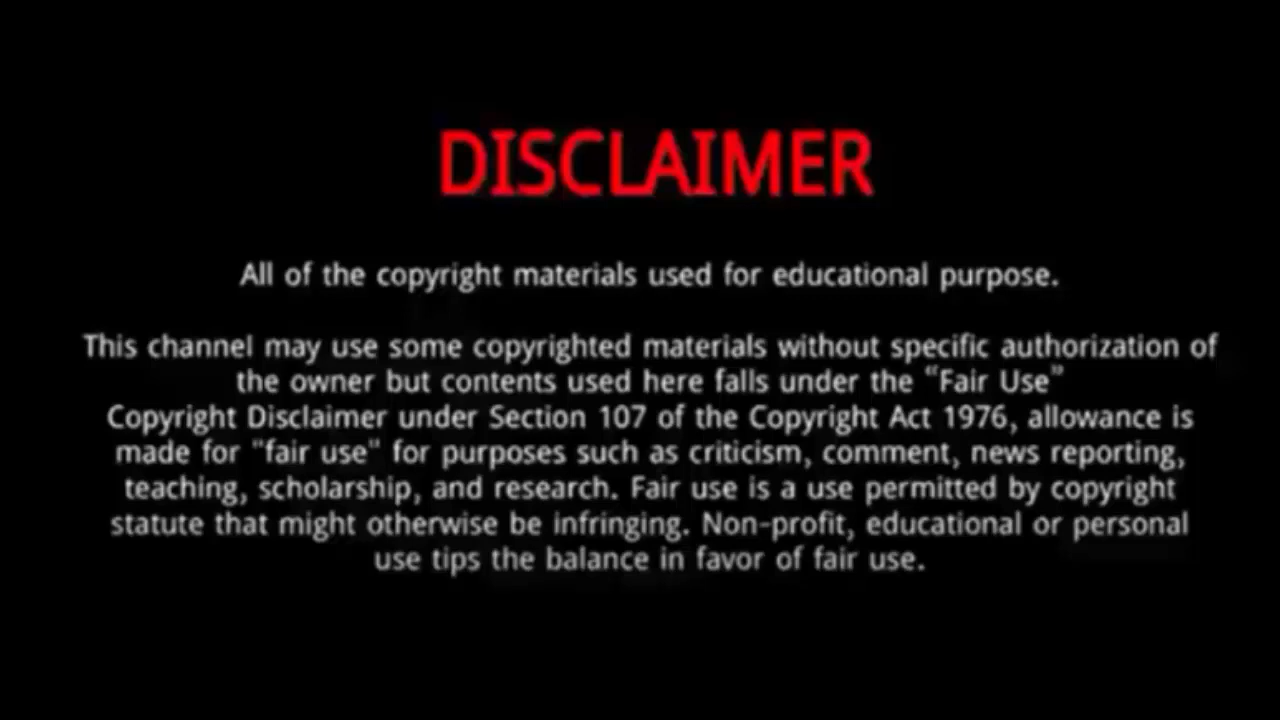 DISCLAIMER
All of the copyright materials used for educational purpose.
This channel may use some copyrighted materials without specific authorization of
the owner but contents used here falls under the “Fair Use”
Copyright Disclaimer under Section 107 of the Copyright Act 1976, allowance is
made for "fair use" for purposes such as criticism, comment, news reporting,
teaching, scholarship, and research. Fair use is a use permitted by copyright
statute that might otherwise be infringing. Non-profit, educational or personal
use tips the balance in favor of fair use.